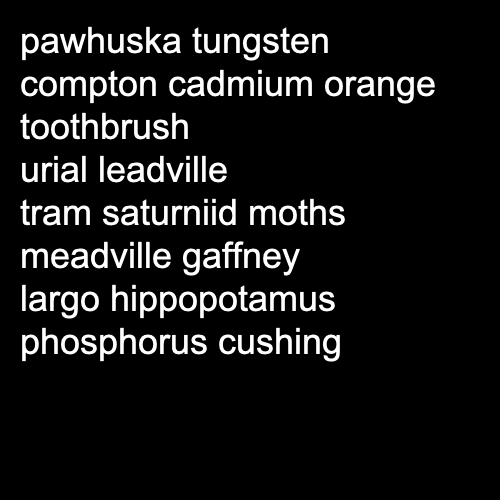 pawhuska tungsten
compton cadmium orange
toothbrush
urial leadville
tram saturniid moths
meadville gaffney
largo hippopotamus
phosphorus cushing